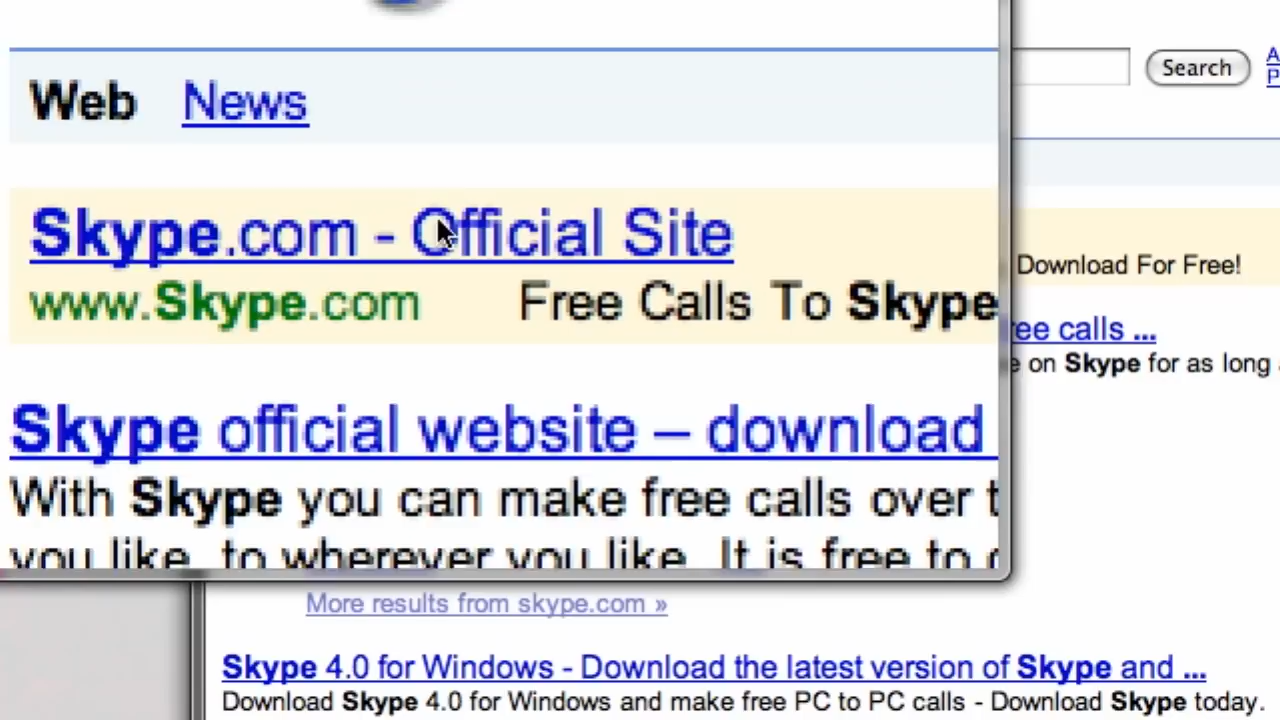 Web News
Skype.com - Official Site
www.Skype.com Free Calls To Skype
Skype official website – download
With Skype you can make free calls over
you like, to wherever you like. It is free to
Search
Download For Free!
free calls ...
on Skype for as long
More results from skype.com »
Skype 4.0 for Windows - Download the latest version of Skype and ...
Download Skype 4.0 for Windows and make free PC to PC calls - Download Skype today.